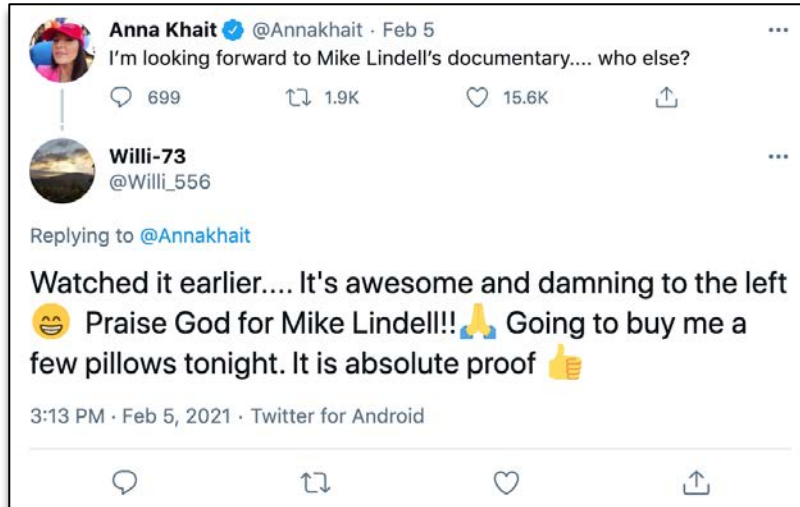 Anna Khait @Annakhait · Feb 5
I'm looking forward to Mike Lindell's documentary.... who else?
699 1.9K 15.6K
Willi-73
@Willi_556
Replying to @Annakhait
Watched it earlier.... It's awesome and damning to the left
😁 Praise God for Mike Lindell!!🙏 Going to buy me a
few pillows tonight. It is absolute proof 👍
3:13 PM · Feb 5, 2021 · Twitter for Android